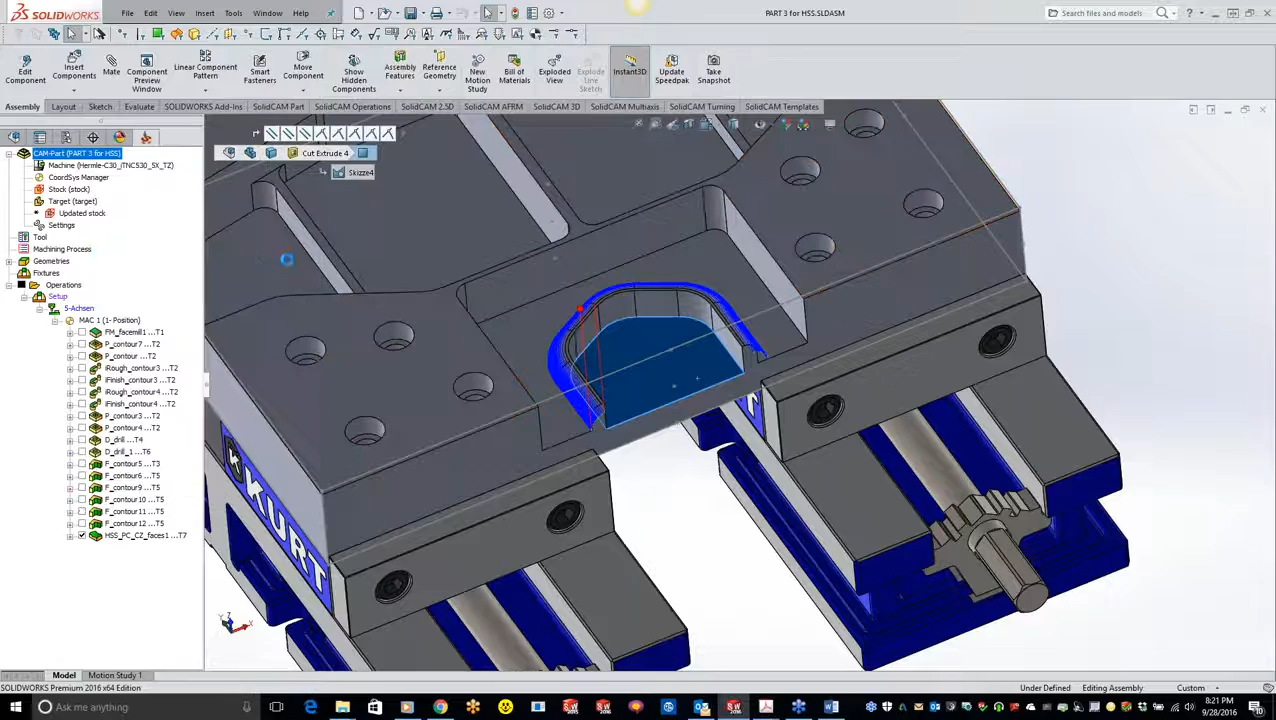 SOLIDWORKS
File Edit View Insert Tools Window Help
PART 3 for HSS.SLDASM
Search files and models
Edit Component
Insert Components
Mate
Component Preview Window
Linear Component Pattern
Smart Fasteners
Move Component
Show Hidden Components
Assembly Features
Reference Geometry
New Motion Study
Bill of Materials
Exploded View
Explode Line Sketch
Instant3D
Update Speedpak
Take Snapshot
Assembly Layout Sketch Evaluate SOLIDWORKS Add-Ins SolidCAM Part SolidCAM Operations SolidCAM 2.5D SolidCAM AFRM SolidCAM 3D SolidCAM Multiaxis SolidCAM Turning SolidCAM Templates
CAM-Part (PART 3 for HSS)
Machine (Hermle-C30_iTNC530_5X_TZ)
CoordSys Manager
Stock (stock)
Target (target)
Updated stock
Settings
Tool
Machining Process
Geometries
Fixtures
Operations
Setup
5-Achsen
MAC 1 (1- Position)
FM_facemill1 ...T1
P_contour7 ...T2
P_contour ...T2
iRough_contour3 ...T2
iFinish_contour3 ...T2
iRough_contour4 ...T2
iFinish_contour4 ...T2
P_contour3 ...T2
P_contour4 ...T2
D_drill ...T4
D_drill_1 ...T6
F_contour5 ...T3
F_contour6 ...T5
F_contour9 ...T5
F_contour10 ...T5
F_contour11 ...T5
F_contour12 ...T5
HSS_PC_CZ_faces1 ...T7
Cut Extrude 4
Skizze4
KURT
Model Motion Study 1
SOLIDWORKS Premium 2016 x64 Edition
Under Defined Editing Assembly Custom
Ask me anything
8:21 PM
9/28/2016